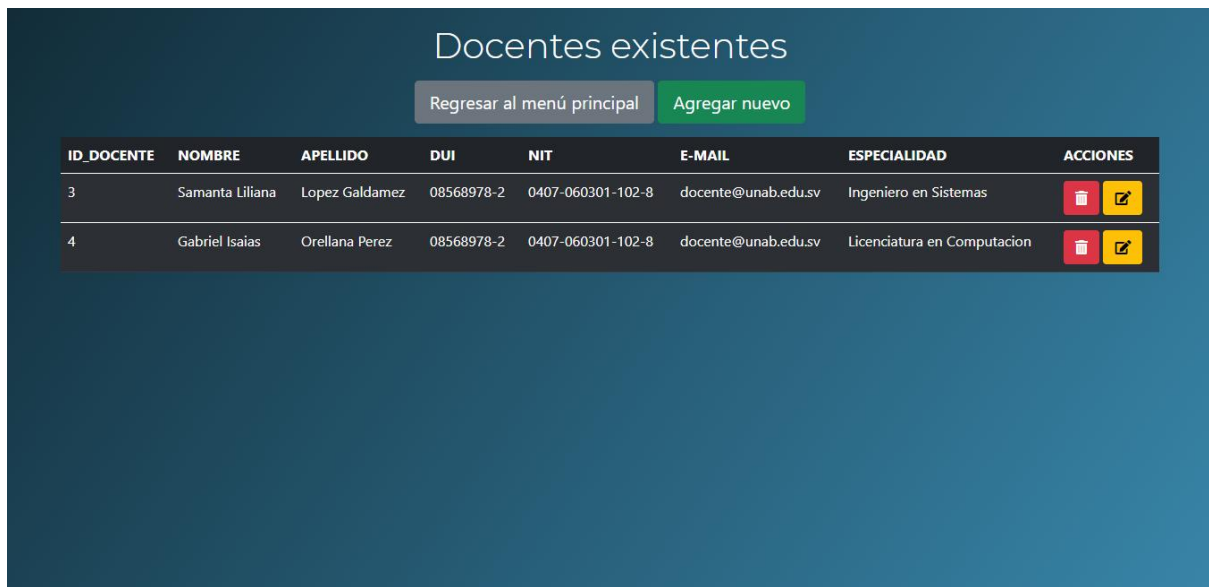 Docentes existentes
Regresar al menú principal Agregar nuevo
ID_DOCENTE NOMBRE APELLIDO DUI NIT E-MAIL ESPECIALIDAD ACCIONES
3 Samanta Liliana Lopez Galdamez 08568978-2 0407-060301-102-8 docente@unab.edu.sv Ingeniero en Sistemas
4 Gabriel Isaias Orellana Perez 08568978-2 0407-060301-102-8 docente@unab.edu.sv Licenciatura en Computacion